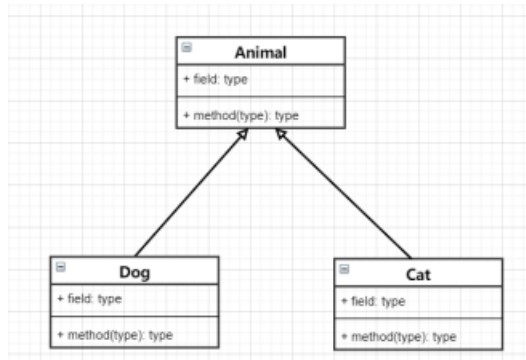 Animal
+ field: type
+ method(type): type
Dog
+ field: type
+ method(type): type
Cat
+ field: type
+ method(type): type